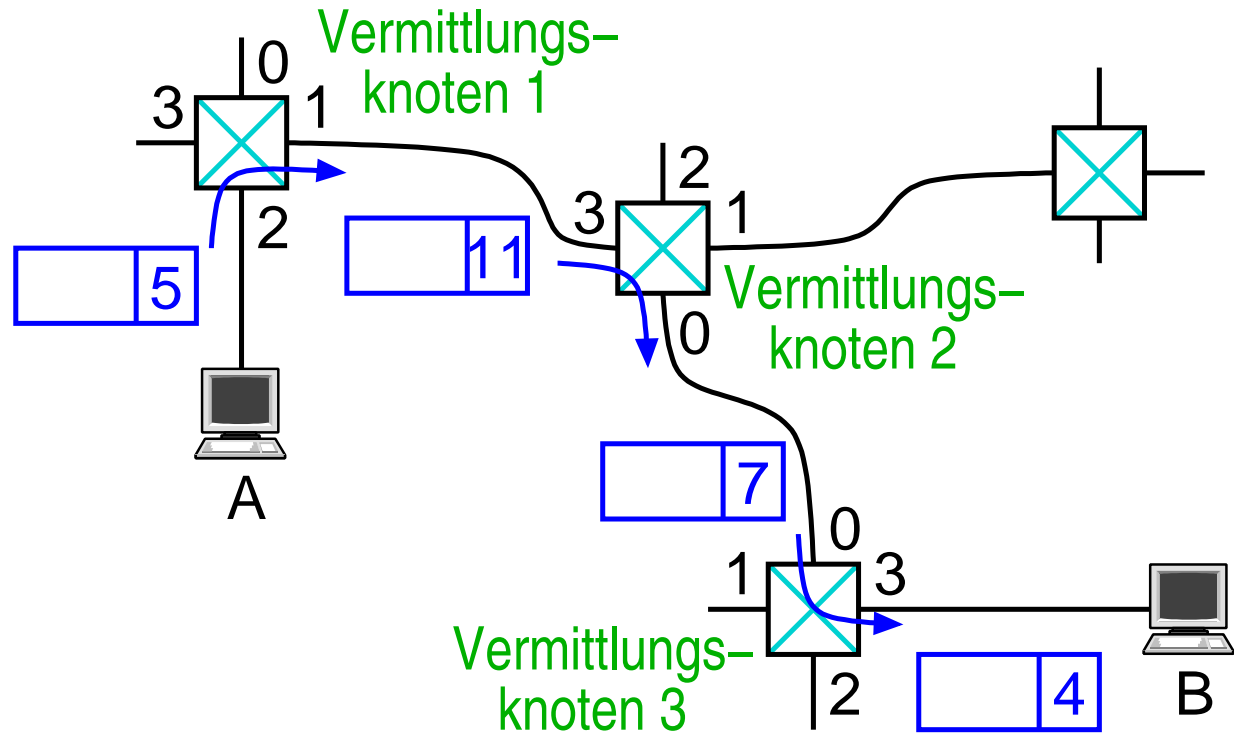 Vermittlungs–
knoten 1
0
3
1
2
5
11
2
3
1
0
Vermittlungs–
knoten 2
A
7
0
1
3
2
Vermittlungs–
knoten 3
4
B